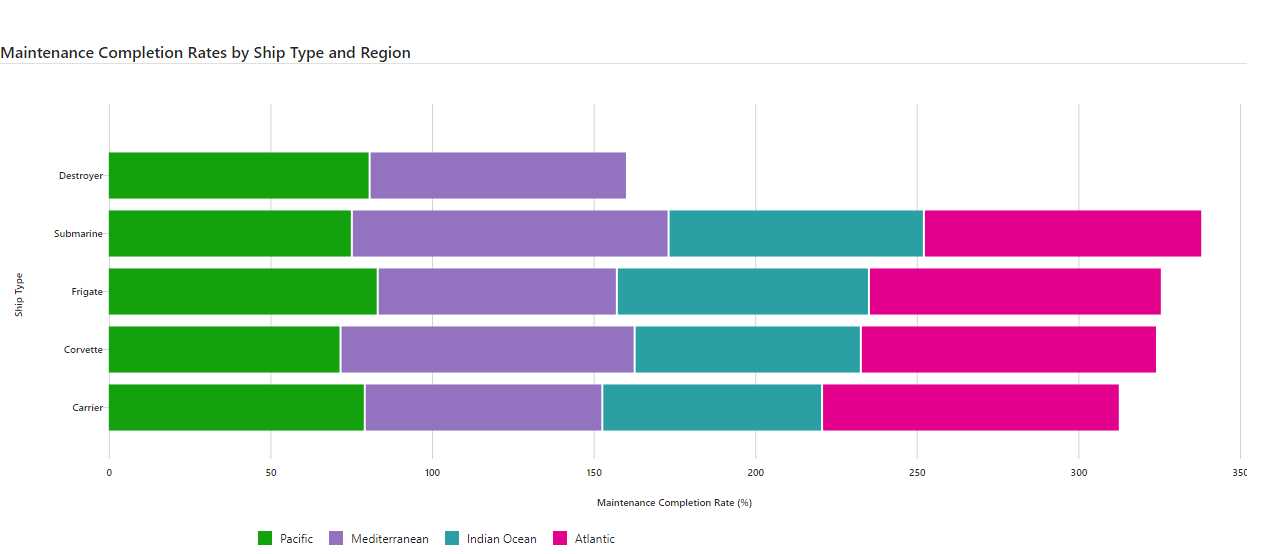 Maintenance Completion Rates by Ship Type and Region
Ship Type
Destroyer
Submarine
Frigate
Corvette
Carrier
0 50 100 150 200 250 300 350
Maintenance Completion Rate (%)
Pacific Mediterranean Indian Ocean Atlantic